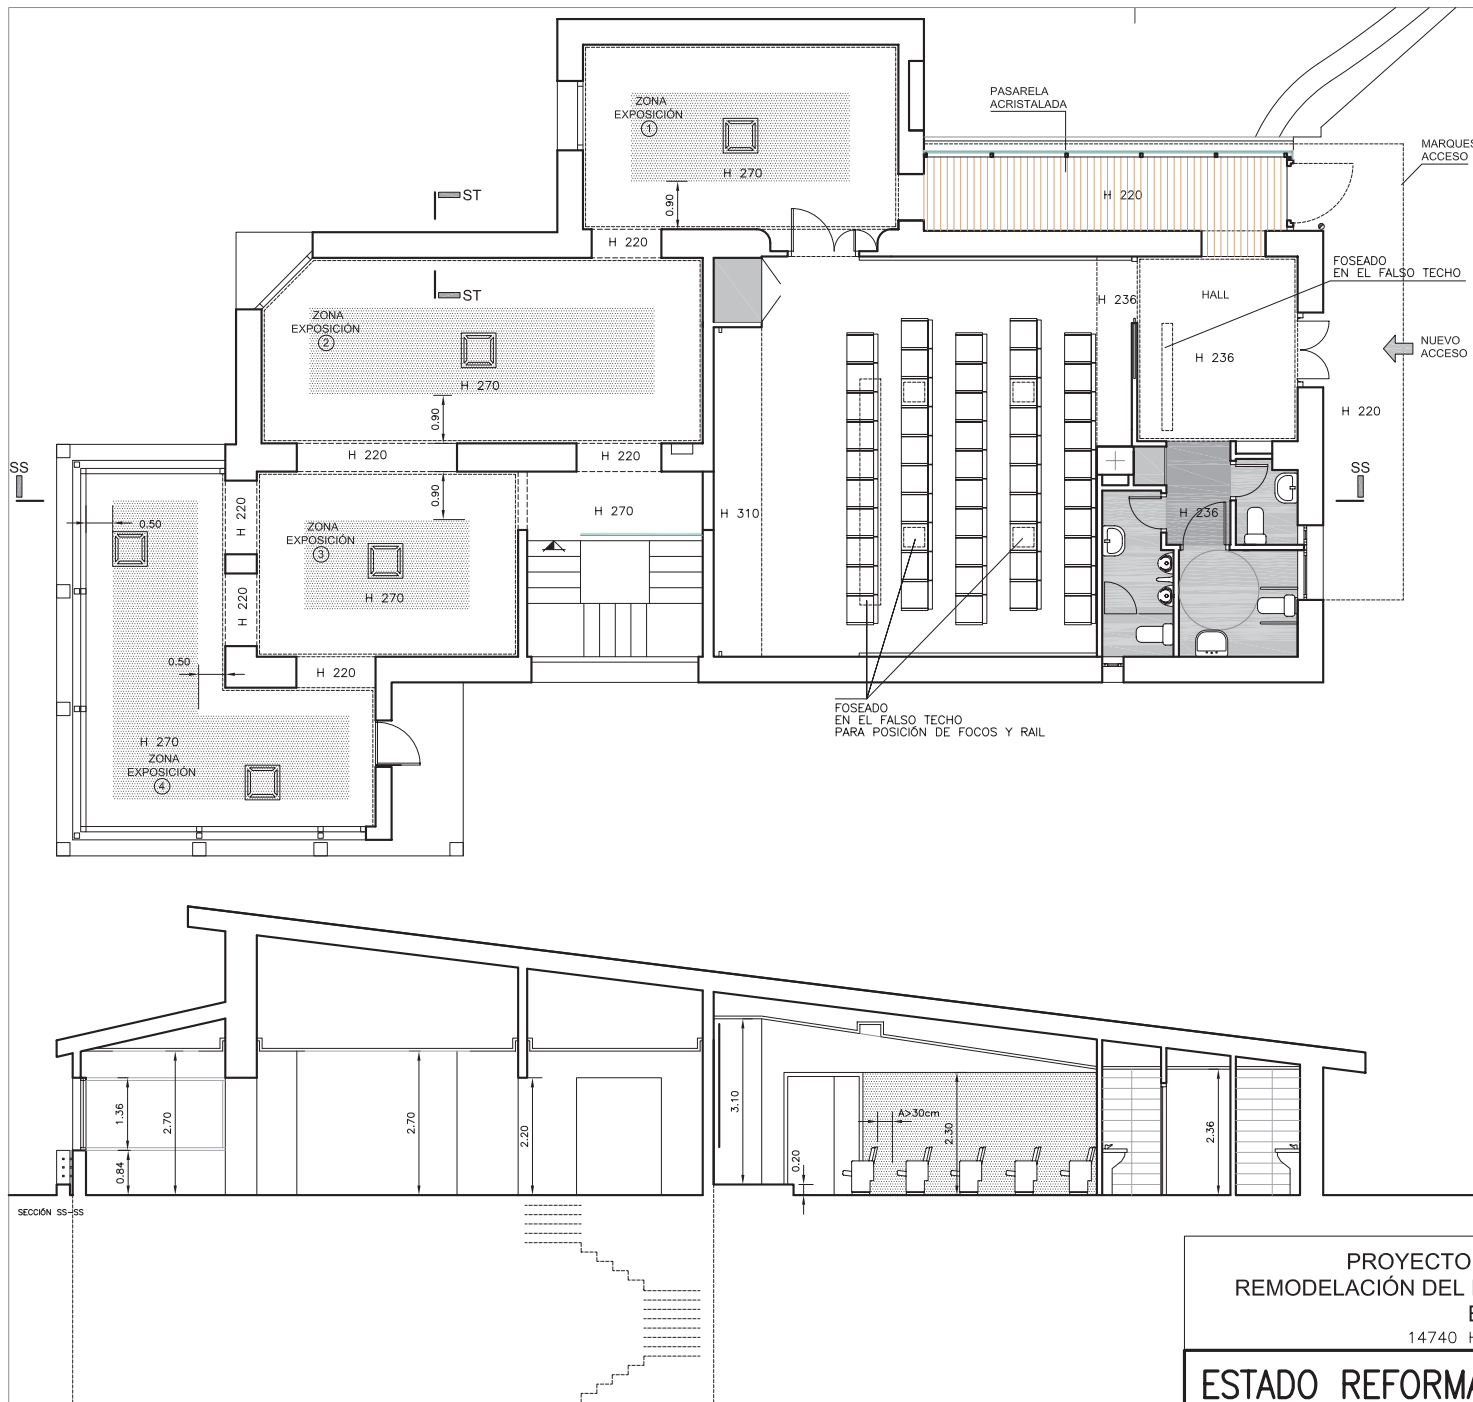 ZONA
EXPOSICIÓN
1
H 270
0.90
PASARELA
ACRISTALADA
H 220
ACCESO
ST
H 220
ST
ZONA
EXPOSICIÓN
2
H 270
0.90
H 236
HALL
H 236
FOSEADO
EN EL FALSO TECHO
NUEVO
ACCESO
H 220
SS
H 220
H 220
SS
0.50
H 220
0.90
ZONA
EXPOSICIÓN
3
H 270
H 270
H 310
H 236
H 220
0.50
H 220
H 270
ZONA
EXPOSICIÓN
4
FOSEADO
EN EL FALSO TECHO
PARA POSICIÓN DE FOCOS Y RAIL
1.36
2.70
0.84
2.70
2.20
3.10
0.20
A>30cm
2.30
2.36
SECCIÓN SS-SS
PROYECTO
REMODELACIÓN DEL
14740
ESTADO